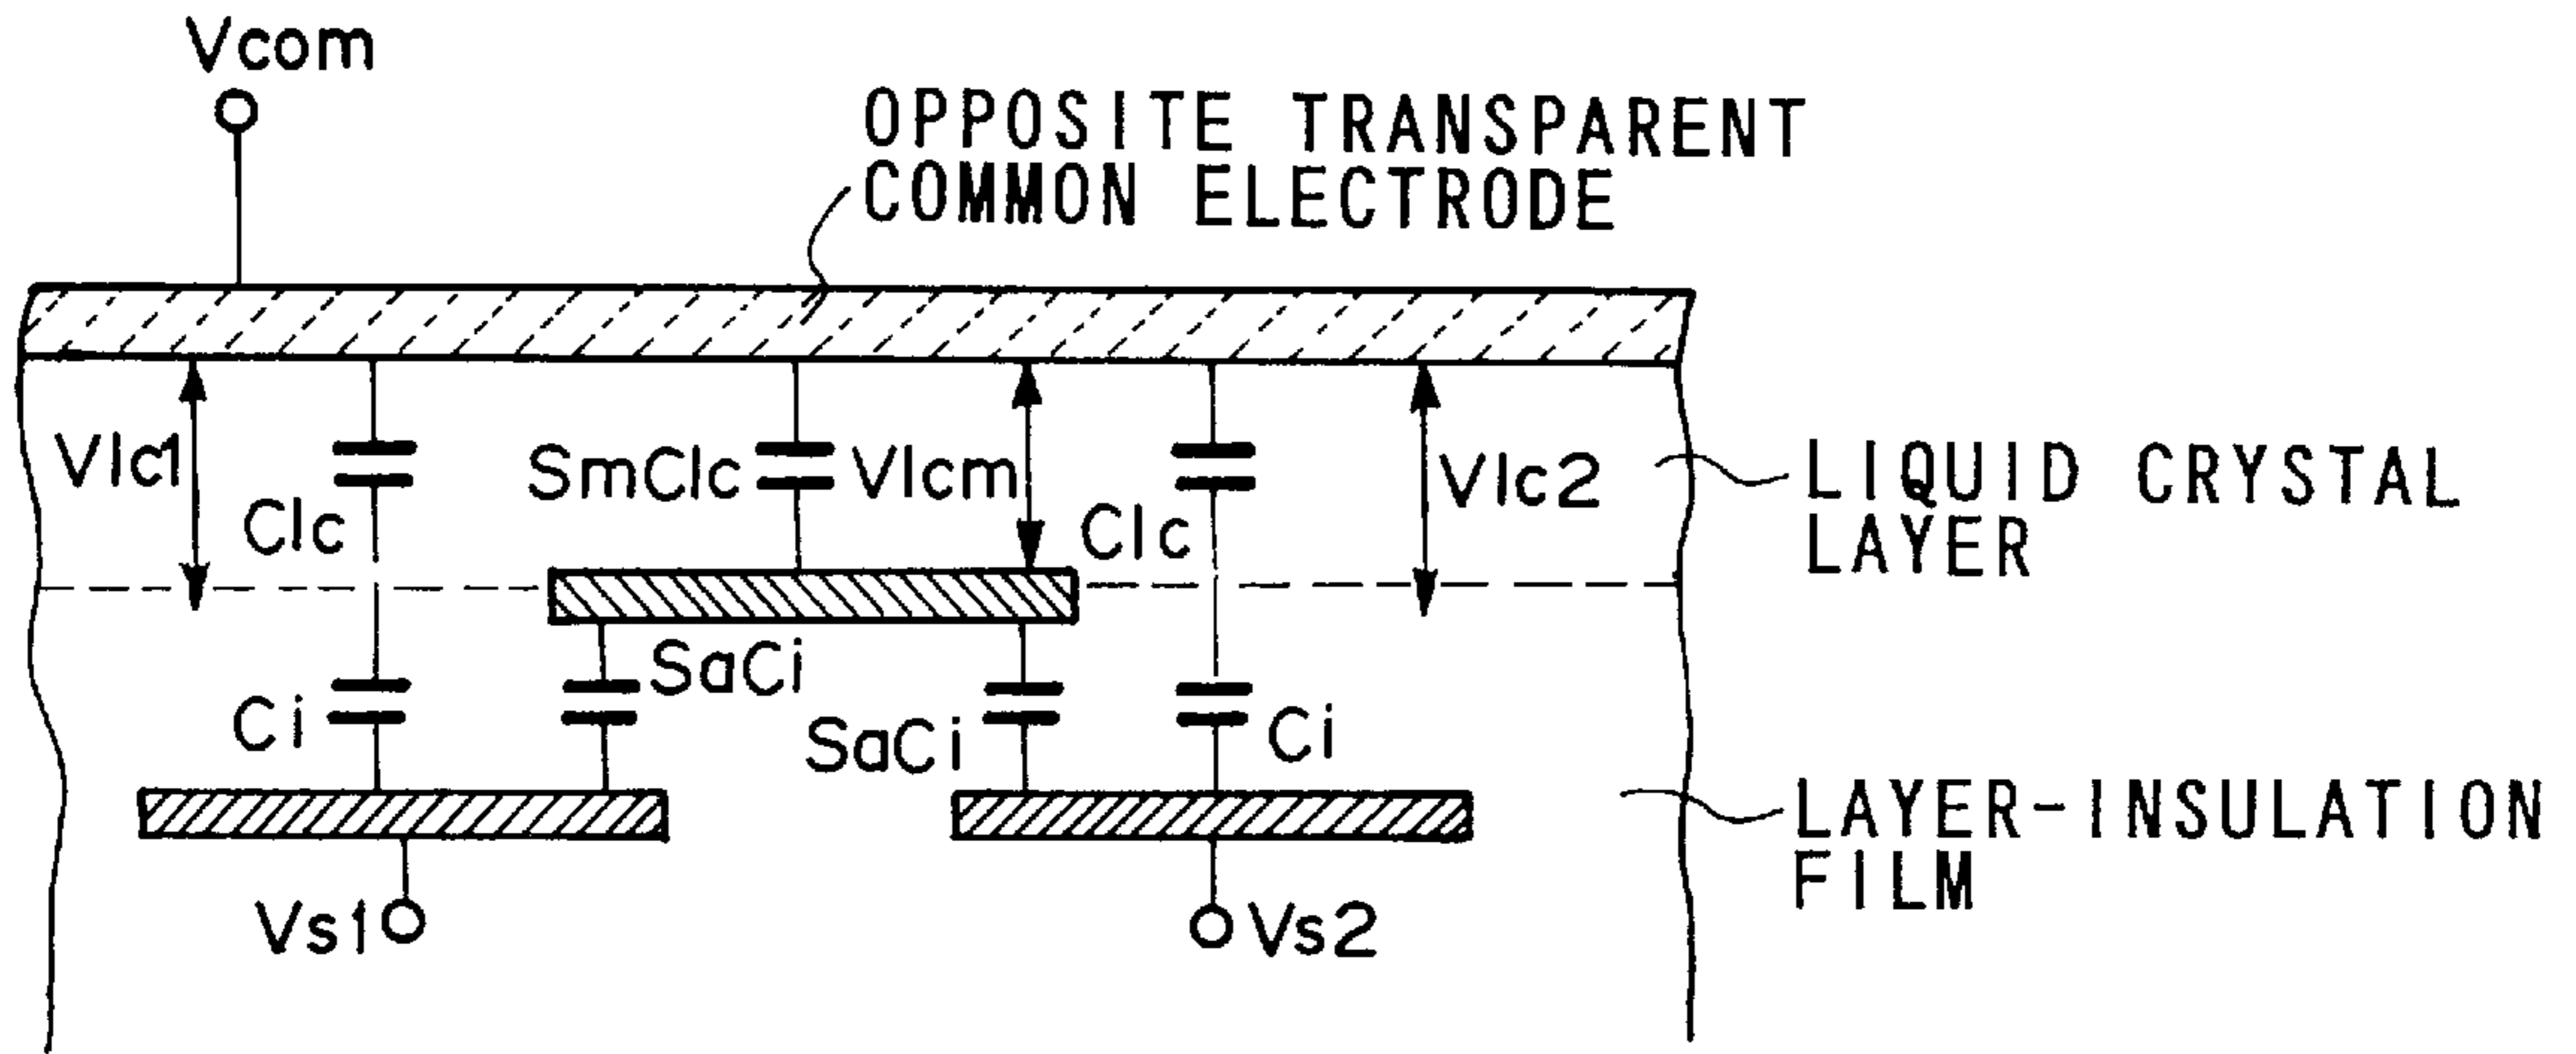 Vcom
OPPOSITE TRANSPARENT
COMMON ELECTRODE
Vlc1
Clc
SmClc
Vlcm
Clc
Vlc2
LIQUID CRYSTAL
LAYER
SaCi
Ci
SaCi
Ci
LAYER-INSULATION
FILM
Vs1
Vs2